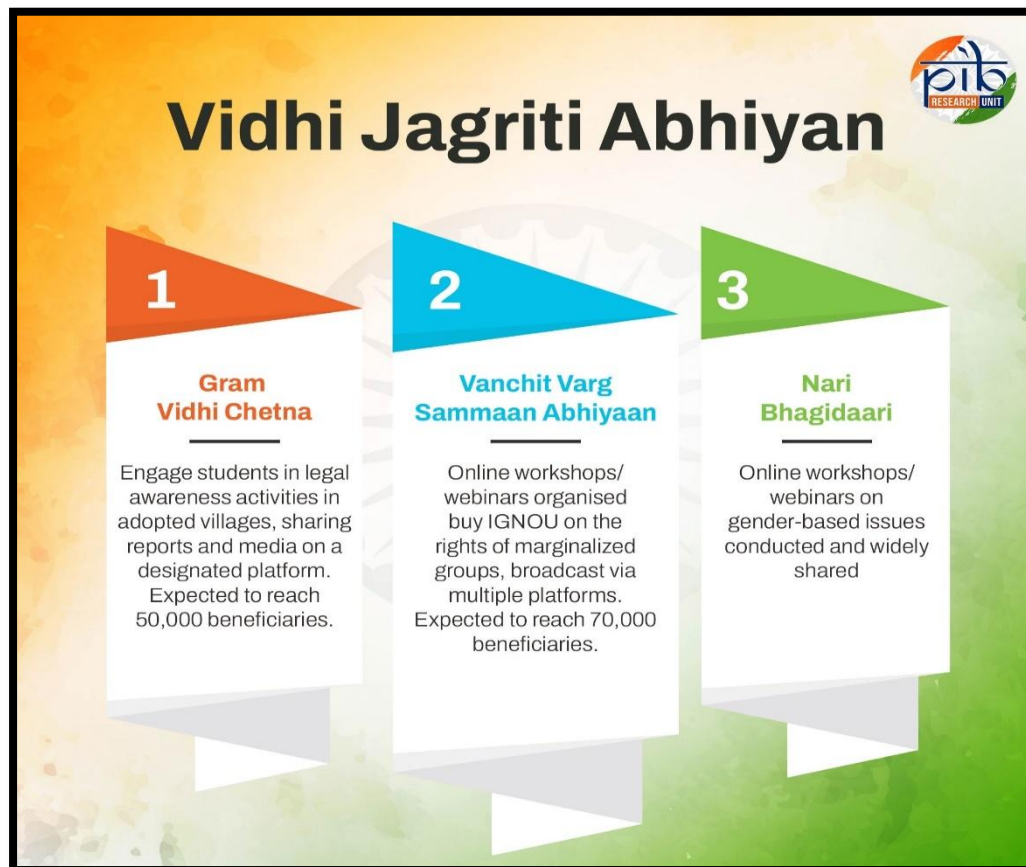 pib
RESEARCH UNIT
Vidhi Jagriti Abhiyan
1
Gram
Vidhi Chetna
Engage students in legal
awareness activities in
adopted villages, sharing
reports and media on a
designated platform.
Expected to reach
50,000 beneficiaries.
2
Vanchit Varg
Sammaan Abhiyaan
Online workshops/
webinars organised
buy IGNOU on the
rights of marginalized
groups, broadcast via
multiple platforms.
Expected to reach 70,000
beneficiaries.
3
Nari
Bhagidaari
Online workshops/
webinars on
gender-based issues
conducted and widely
shared